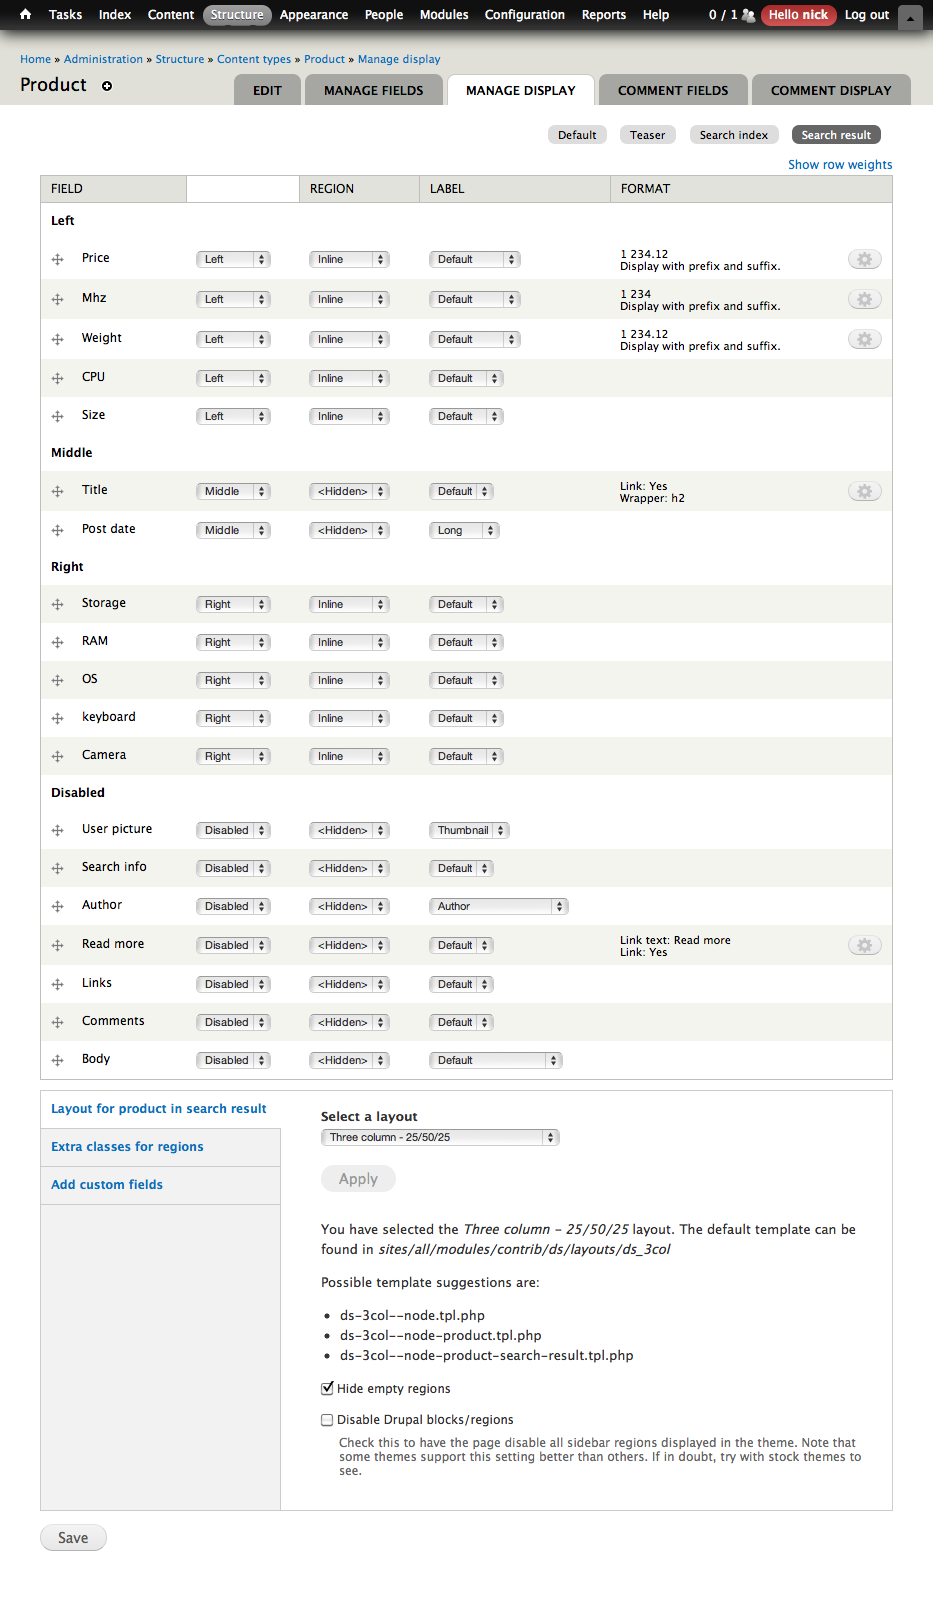 Tasks Index Content Structure Appearance People Modules Configuration Reports Help 0 / 1 Hello nick Log out
Home » Administration » Structure » Content types » Product » Manage display
Product
EDIT MANAGE FIELDS MANAGE DISPLAY COMMENT FIELDS COMMENT DISPLAY
Default Teaser Search index Search result
Show row weights
FIELD REGION LABEL FORMAT
Left
Price Left Inline Default 1 234.12
Display with prefix and suffix.
Mhz Left Inline Default 1 234
Display with prefix and suffix.
Weight Left Inline Default 1 234.12
Display with prefix and suffix.
CPU Left Inline Default
Size Left Inline Default
Middle
Title Middle <Hidden> Default Link: Yes
Wrapper: h2
Post date Middle <Hidden> Long
Right
Storage Right Inline Default
RAM Right Inline Default
OS Right Inline Default
keyboard Right Inline Default
Camera Right Inline Default
Disabled
User picture Disabled <Hidden> Thumbnail
Search info Disabled <Hidden> Default
Author Disabled <Hidden> Author
Read more Disabled <Hidden> Default Link text: Read more
Link: Yes
Links Disabled <Hidden> Default
Comments Disabled <Hidden> Default
Body Disabled <Hidden> Default
Layout for product in search result
Extra classes for regions
Add custom fields
Select a layout
Three column - 25/50/25
Apply
You have selected the Three column - 25/50/25 layout. The default template can be
found in sites/all/modules/contrib/ds/layouts/ds_3col
Possible template suggestions are:
• ds-3col--node.tpl.php
• ds-3col--node-product.tpl.php
• ds-3col--node-product-search-result.tpl.php
Hide empty regions
Disable Drupal blocks/regions
Check this to have the page disable all sidebar regions displayed in the theme. Note that
some themes support this setting better than others. If in doubt, try with stock themes to
see.
Save